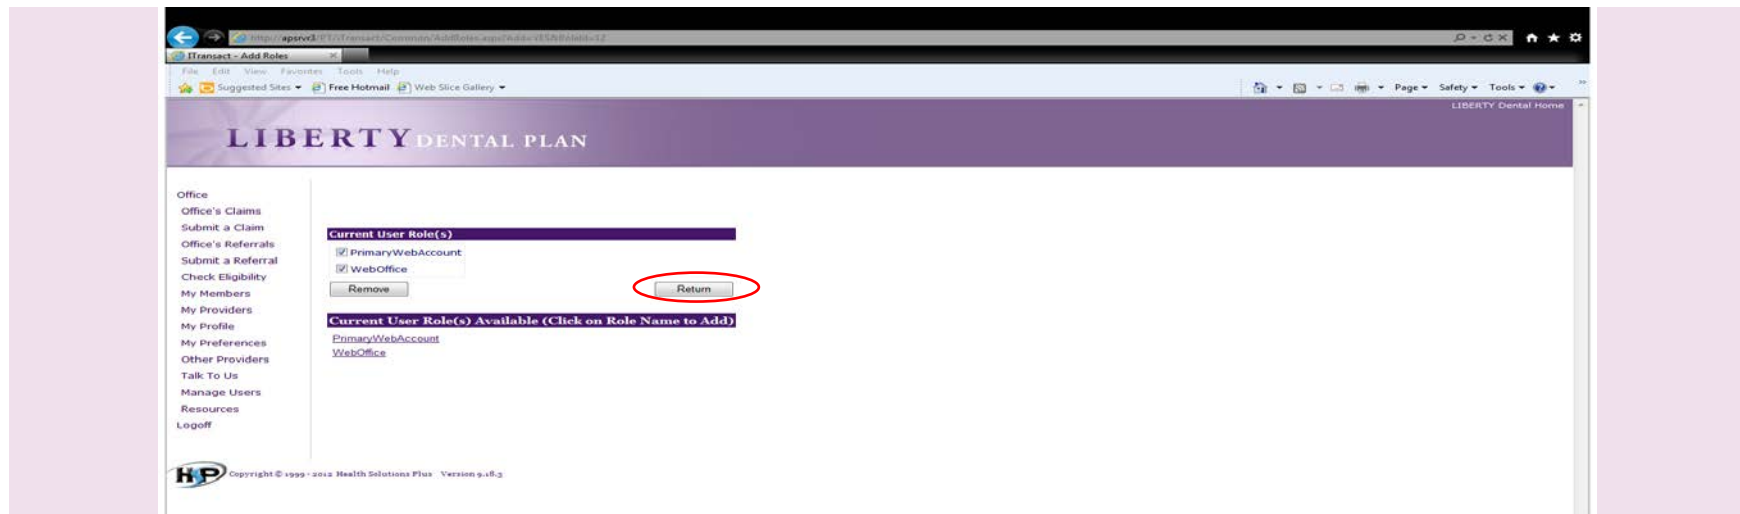 http://apsrvr3/
ITransact - Add Roles
File Edit View Favorites Tools Help
Suggested Sites Free Hotmail Web Slice Gallery
Page Safety Tools
LIBERTY Dental Home
LIBERTY DENTAL PLAN
Office
Office's Claims
Submit a Claim
Office's Referrals
Submit a Referral
Check Eligibility
My Members
My Providers
My Profile
My Preferences
Other Providers
Talk To Us
Manage Users
Resources
Logoff
Current User Role(s)
PrimaryWebAccount
WebOffice
Remove Return
Current User Role(s) Available (Click on Role Name to Add)
PrimaryWebAccount
WebOffice
HSP Copyright © 1999 - 2012 Health Solutions Plus Version 9.18.3